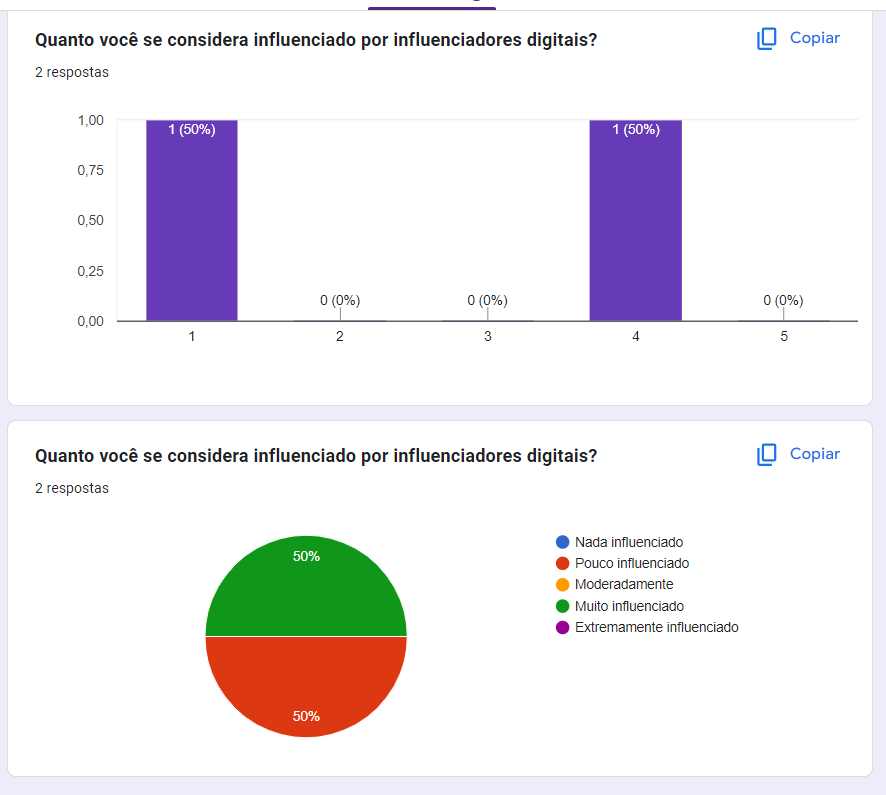 Quanto você se considera influenciado por influenciadores digitais?
Copiar
2 respostas
1,00
0,75
0,50
0,25
0,00
1 (50%)
0 (0%)
0 (0%)
1 (50%)
0 (0%)
1
2
3
4
5
Quanto você se considera influenciado por influenciadores digitais?
Copiar
2 respostas
50%
50%
Nada influenciado
Pouco influenciado
Moderadamente
Muito influenciado
Extremamente influenciado